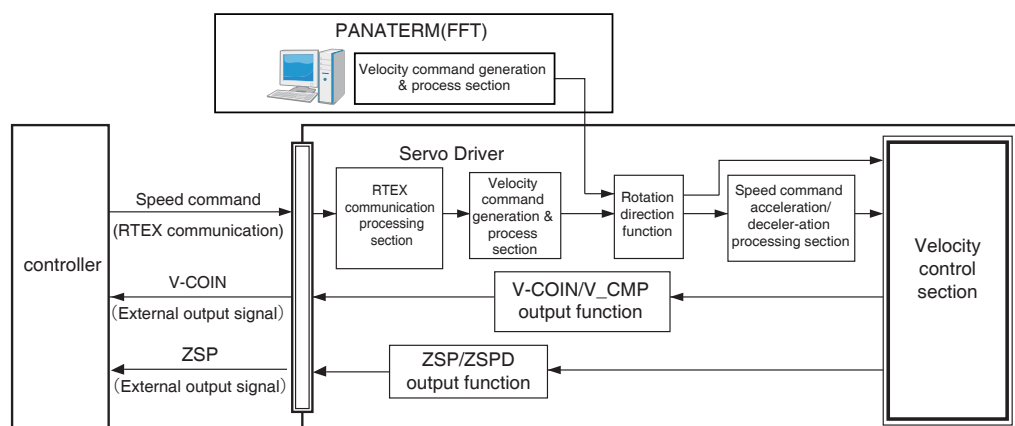 PANATERM(FFT)
Velocity command generation
& process section
Servo Driver
controller
Speed command
(RTEX communication)
RTEX
communication
processing
section
Velocity
command
generation &
process section
Rotation
direction
function
Speed command
acceleration/
deceler-ation
processing section
Velocity
control
section
V-COIN
(External output signal)
V-COIN/V_CMP
output function
ZSP
(External output signal)
ZSP/ZSPD
output function